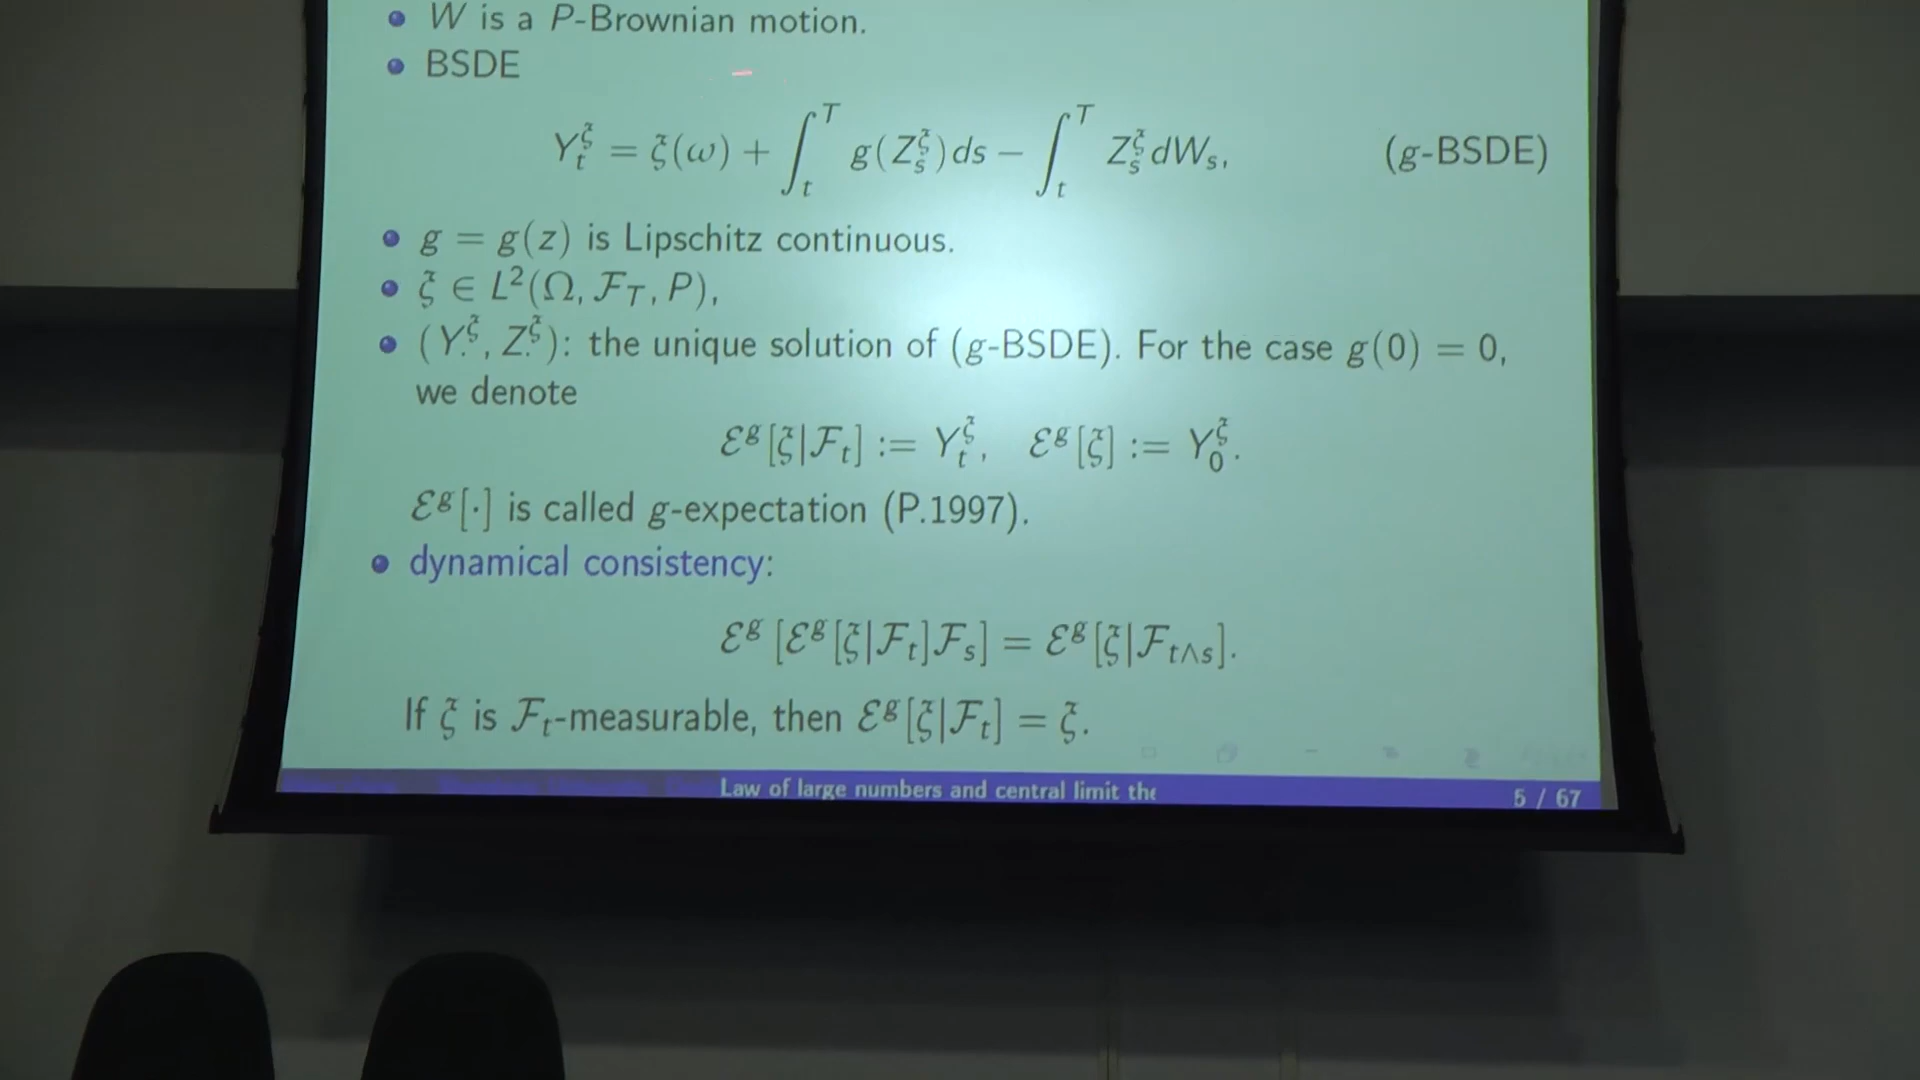 W is a P-Brownian motion.
BSDE
Y_t^ξ = ξ(ω) + ∫_t^T g(Z_s^ξ)ds − ∫_t^T Z_s^ξ dW_s, (g-BSDE)
g = g(z) is Lipschitz continuous.
ξ ∈ L²(Ω, ℱ_T, P),
(Y_·^ξ, Z_·^ξ): the unique solution of (g-BSDE). For the case g(0) = 0,
we denote
ℰ^g[ξ|ℱ_t] := Y_t^ξ, ℰ^g[ξ] := Y_0^ξ.
ℰ^g[·] is called g-expectation (P.1997).
dynamical consistency:
ℰ^g [ℰ^g[ξ|ℱ_t]ℱ_s] = ℰ^g[ξ|ℱ_{t∧s}].
If ξ is ℱ_t-measurable, then ℰ^g[ξ|ℱ_t] = ξ.
Law of large numbers and central limit the
5 / 67